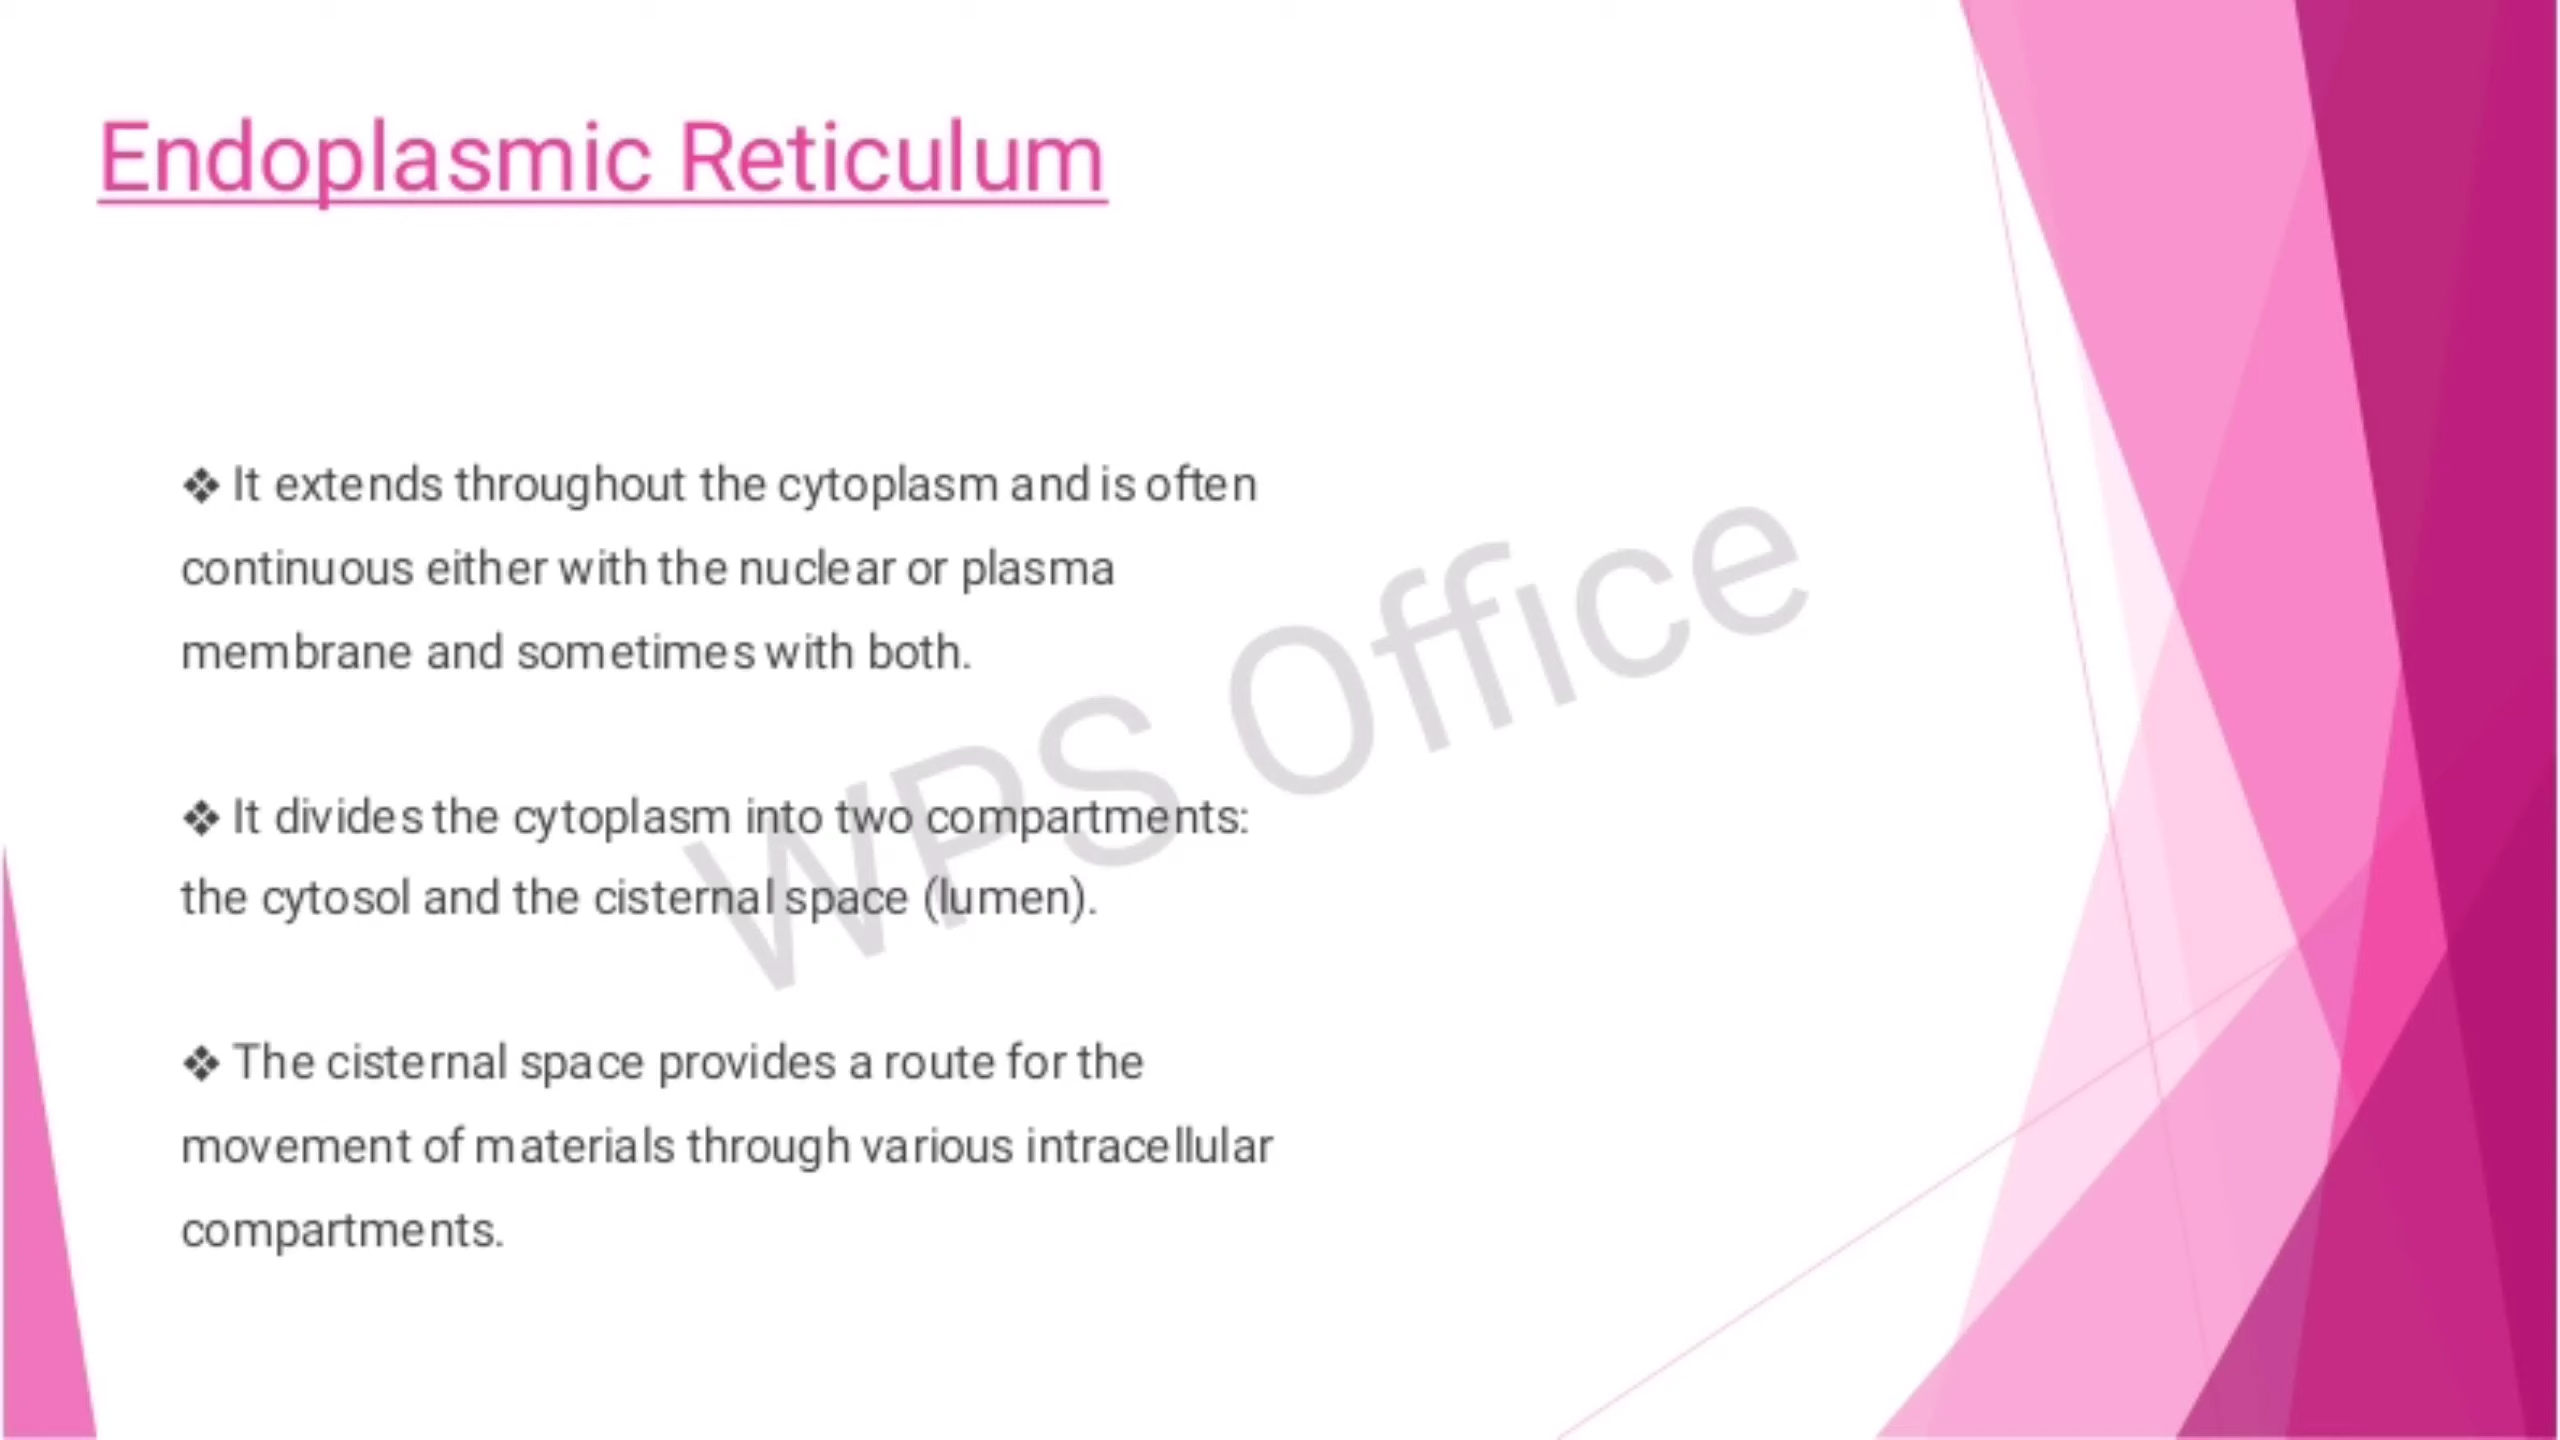 Endoplasmic Reticulum
❖ It extends throughout the cytoplasm and is often
continuous either with the nuclear or plasma
membrane and sometimes with both.
❖ It divides the cytoplasm into two compartments:
the cytosol and the cisternal space (lumen).
❖ The cisternal space provides a route for the
movement of materials through various intracellular
compartments.
WPS Office